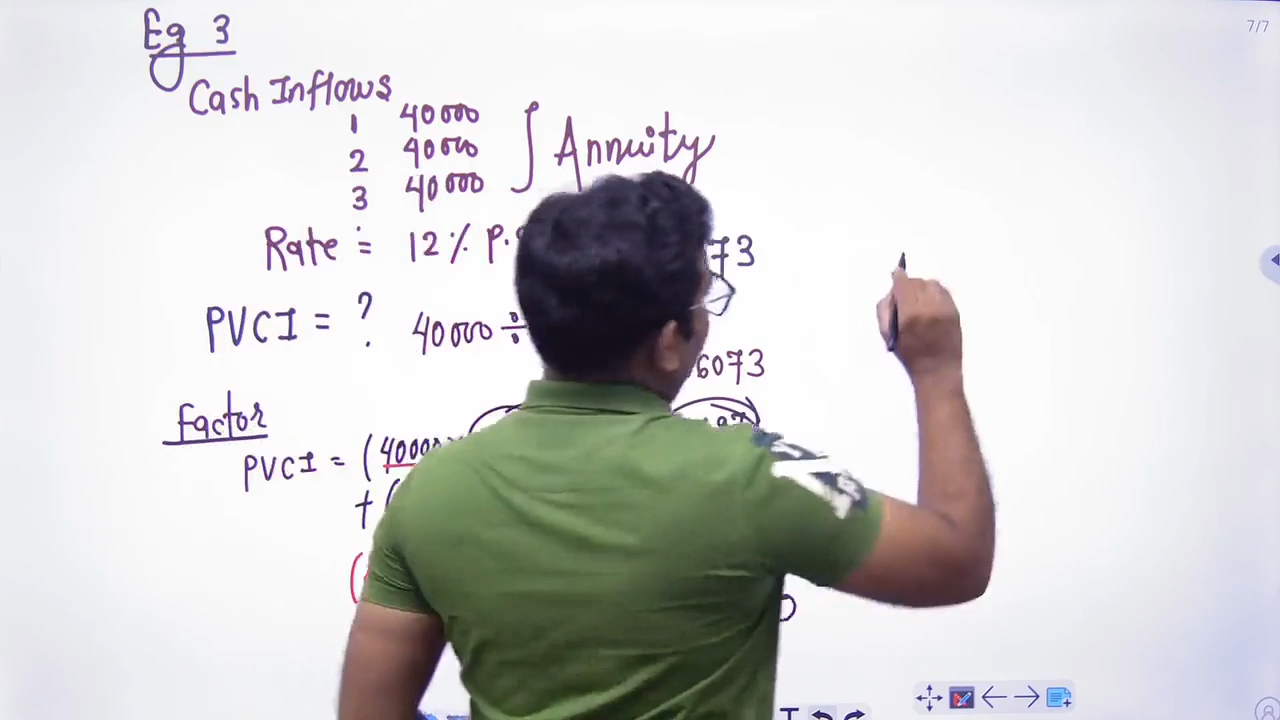 Eg 3
7/7
Cash Inflows
1 40000
2 40000
3 40000
Annuity
Rate = 12% P.
73
PVCI = ? 40000 ÷
6073
Factor
PVCI = (40000
+ (